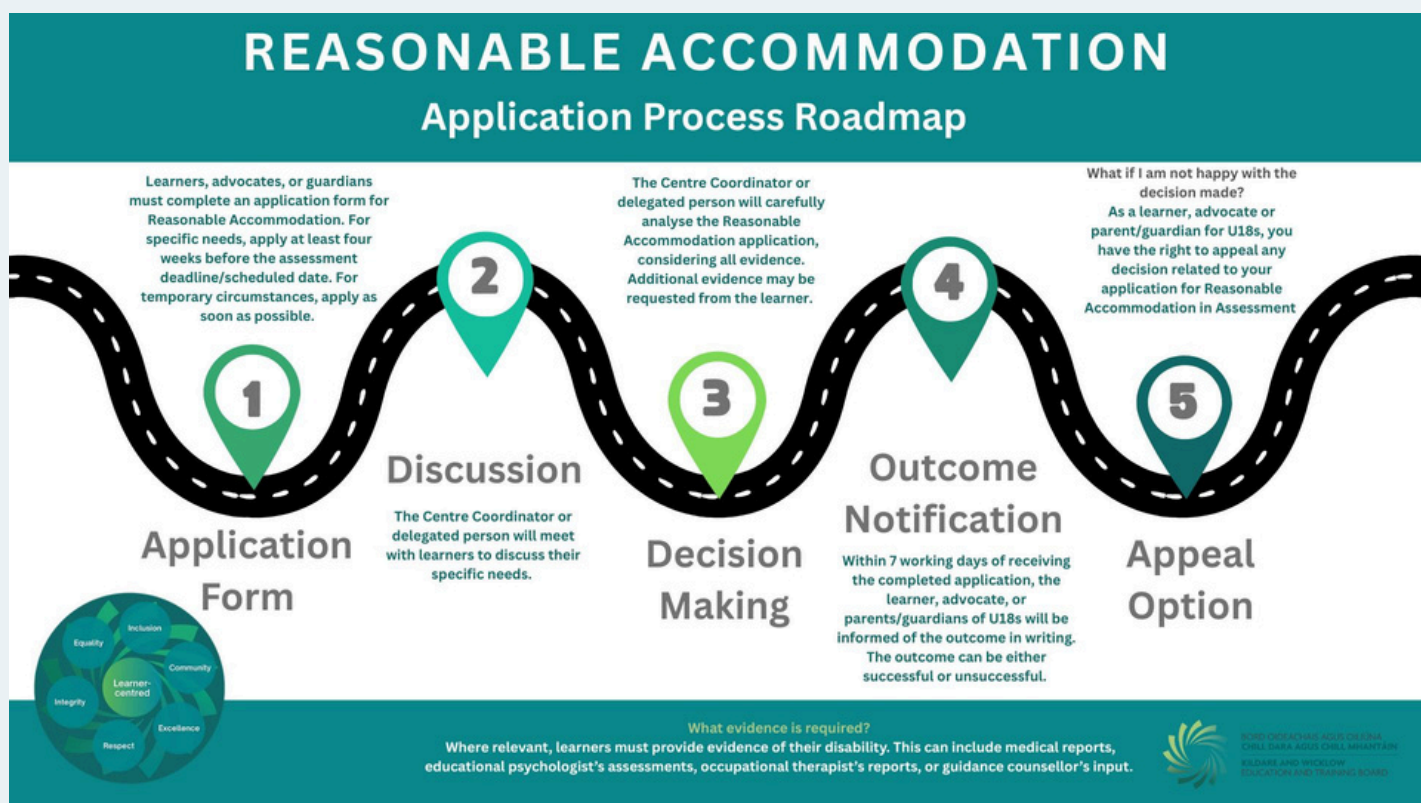 REASONABLE ACCOMMODATION
Application Process Roadmap
Learners, advocates, or guardians
must complete an application form for
Reasonable Accommodation. For
specific needs, apply at least four
weeks before the assessment
deadline/scheduled date. For
temporary circumstances, apply as
soon as possible.
1
Application
Form
2
Discussion
The Centre Coordinator or
delegated person will meet
with learners to discuss their
specific needs.
The Centre Coordinator or
delegated person will carefully
analyse the Reasonable
Accommodation application,
considering all evidence.
Additional evidence may be
requested from the learner.
3
Decision
Making
4
Outcome
Notification
Within 7 working days of receiving
the completed application, the
learner, advocate, or
parents/guardians of U18s will be
informed of the outcome in writing.
The outcome can be either
successful or unsuccessful.
What if I am not happy with the
decision made?
As a learner, advocate or
parent/guardian for U18s, you
have the right to appeal any
decision related to your
application for Reasonable
Accommodation in Assessment
5
Appeal
Option
Learner-
centred
Inclusion
Community
Excellence
Respect
Integrity
Equality
What evidence is required?
Where relevant, learners must provide evidence of their disability. This can include medical reports,
educational psychologist's assessments, occupational therapist's reports, or guidance counsellor's input.
BORD OIDEACHAIS AGUS OILIÚNA
CHILL DARA AGUS CHILL MHANTÁIN
KILDARE AND WICKLOW
EDUCATION AND TRAINING BOARD